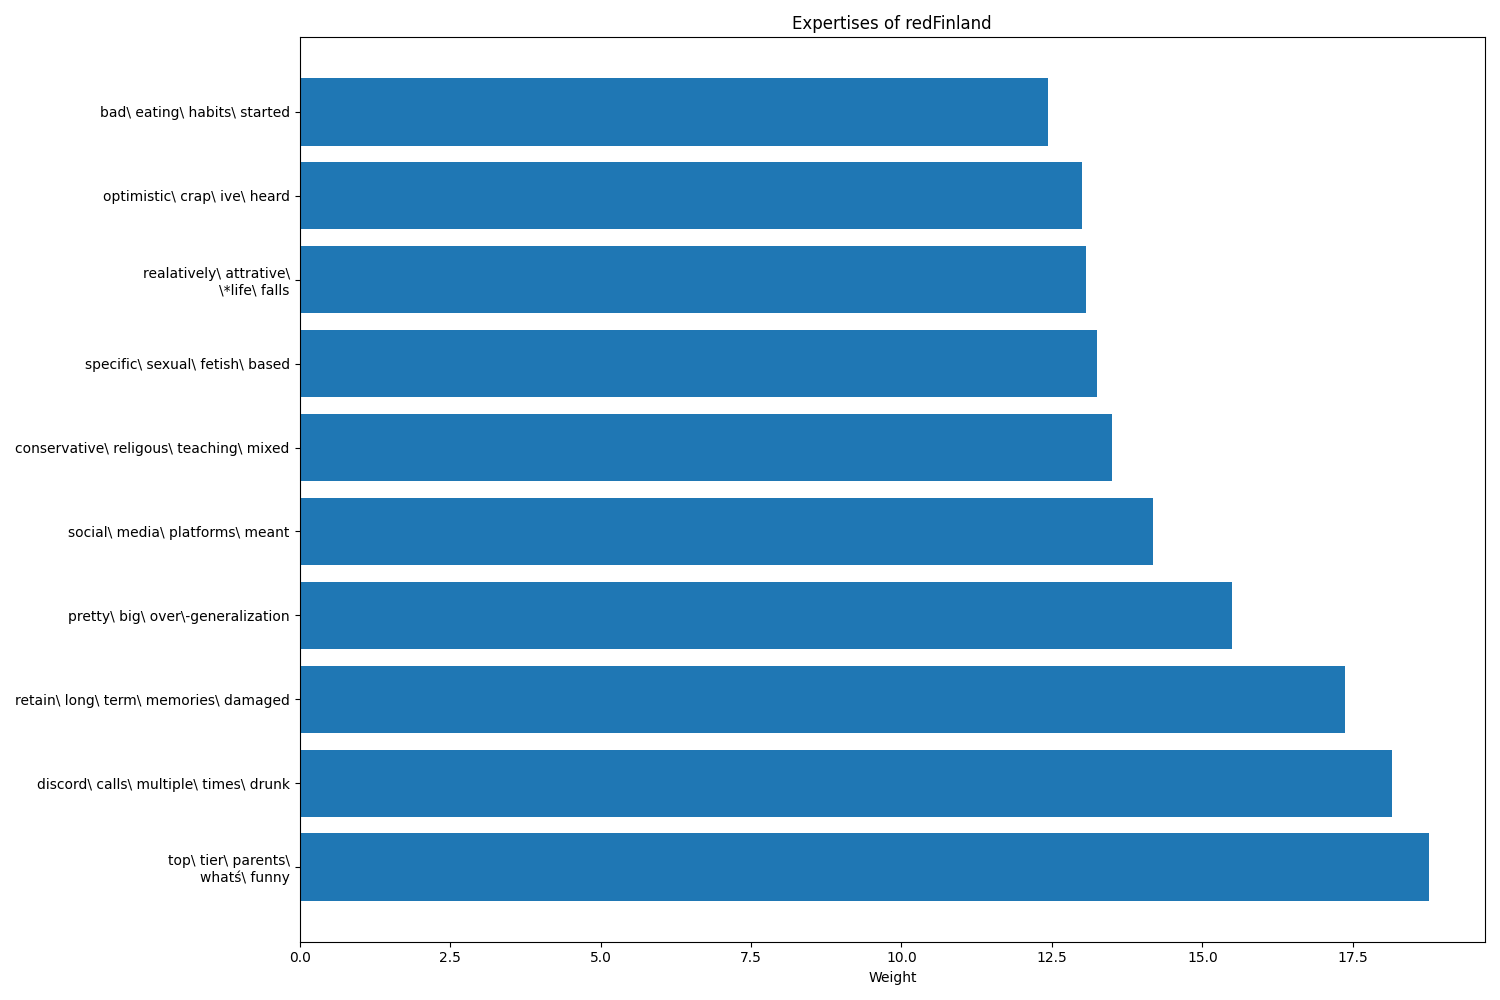 Expertises of redFinland
bad\ eating\ habits\ started
optimistic\ crap\ ive\ heard
realatively\ attrative\
\*life\ falls
specific\ sexual\ fetish\ based
conservative\ religous\ teaching\ mixed
social\ media\ platforms\ meant
pretty\ big\ over\-generalization
retain\ long\ term\ memories\ damaged
discord\ calls\ multiple\ times\ drunk
top\ tier\ parents\
whatś\ funny
0.0 2.5 5.0 7.5 10.0 12.5 15.0 17.5
Weight